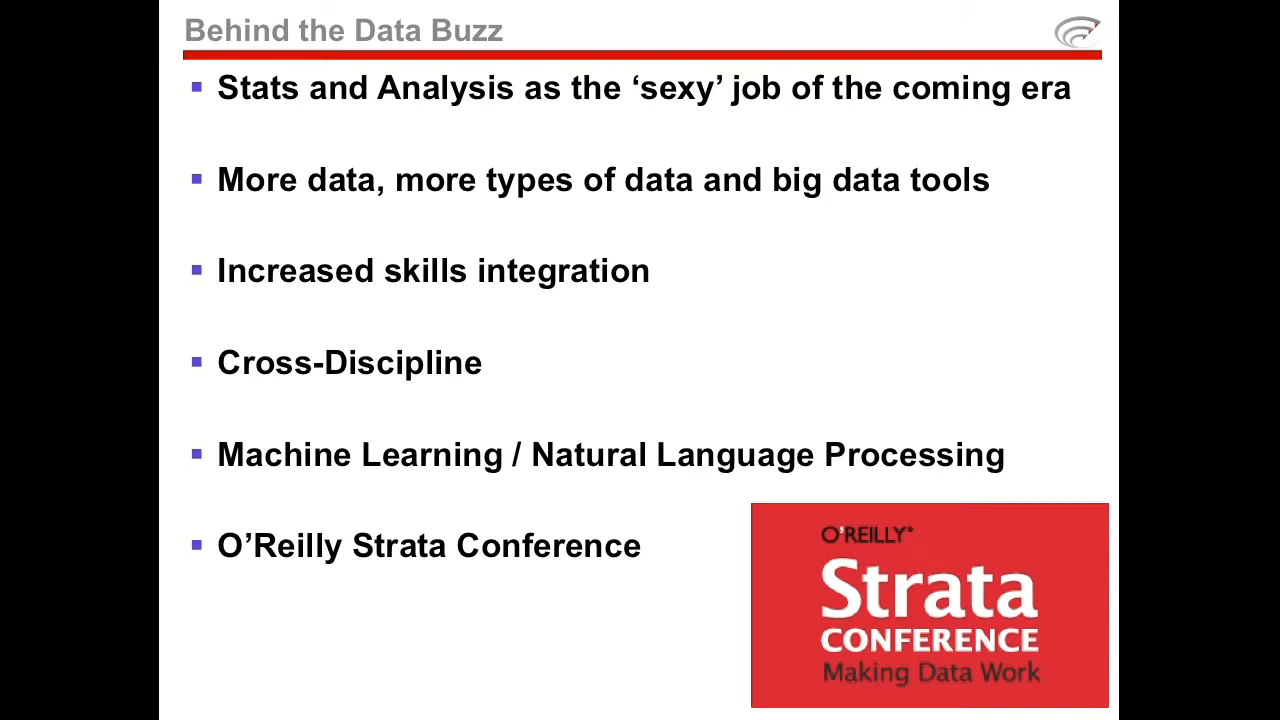 Behind the Data Buzz
Stats and Analysis as the ‘sexy’ job of the coming era
More data, more types of data and big data tools
Increased skills integration
Cross-Discipline
Machine Learning / Natural Language Processing
O’Reilly Strata Conference
O'REILLY®
Strata
CONFERENCE
Making Data Work